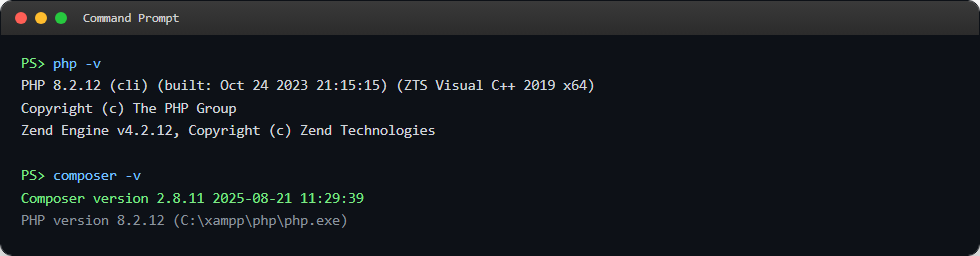 Command Prompt
PS> php -v
PHP 8.2.12 (cli) (built: Oct 24 2023 21:15:15) (ZTS Visual C++ 2019 x64)
Copyright (c) The PHP Group
Zend Engine v4.2.12, Copyright (c) Zend Technologies
PS> composer -v
Composer version 2.8.11 2025-08-21 11:29:39
PHP version 8.2.12 (C:\xampp\php\php.exe)